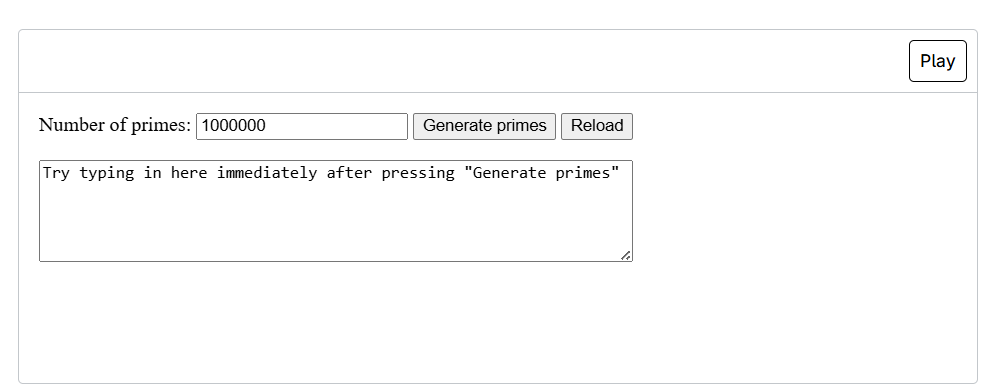 Play
Number of primes: 1000000 Generate primes Reload
Try typing in here immediately after pressing "Generate primes"